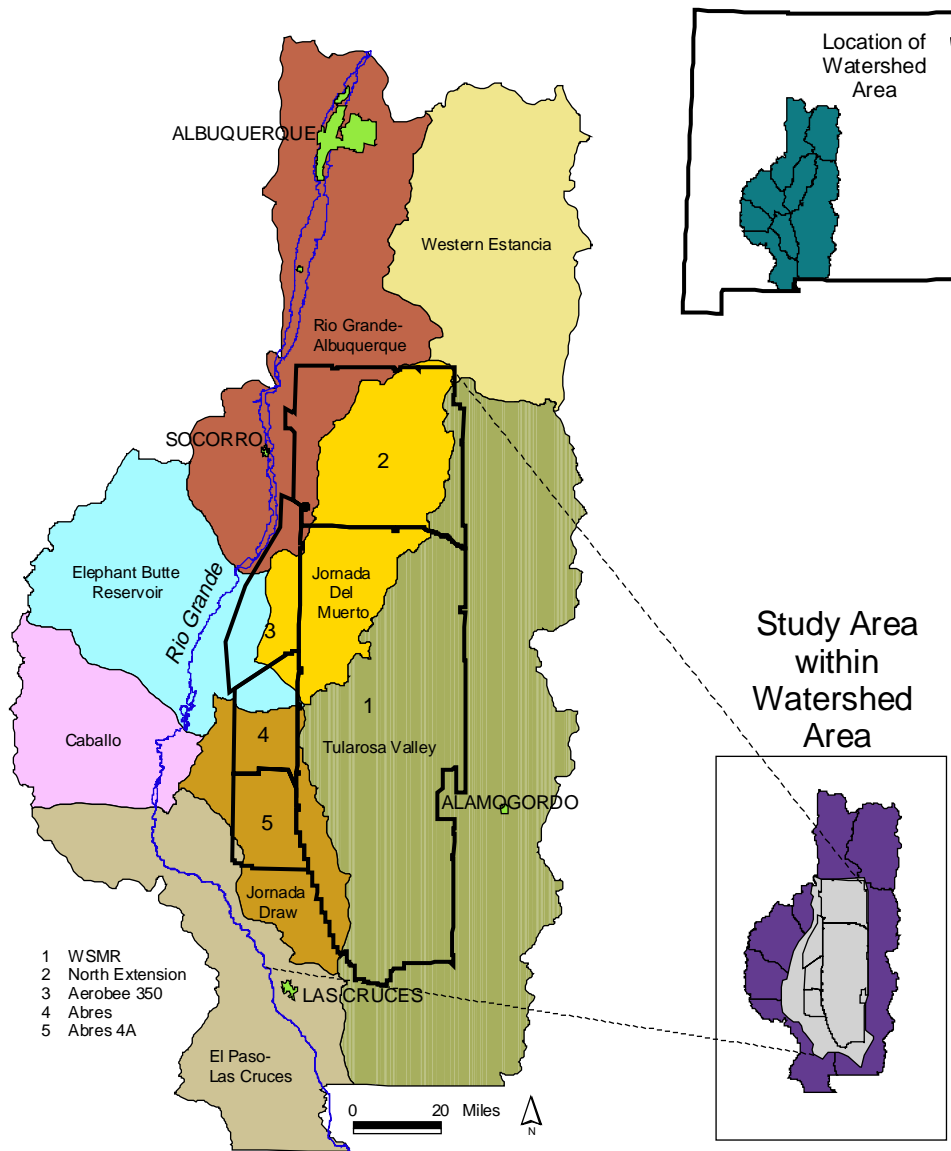 Location of
Watershed
Area
ALBUQUERQUE
Western Estancia
Rio Grande-
Albuquerque
SOCORRO
2
Elephant Butte
Reservoir
Rio Grande
Jornada
Del
Muerto
3
Study Area
within
Watershed
Area
1
4
Tularosa Valley
Caballo
ALAMOGORDO
5
Jornada
Draw
1 WSMR
2 North Extension
3 Aerobee 350
4 Abres
5 Abres 4A
LAS CRUCES
El Paso-
Las Cruces
0 20 Miles
N